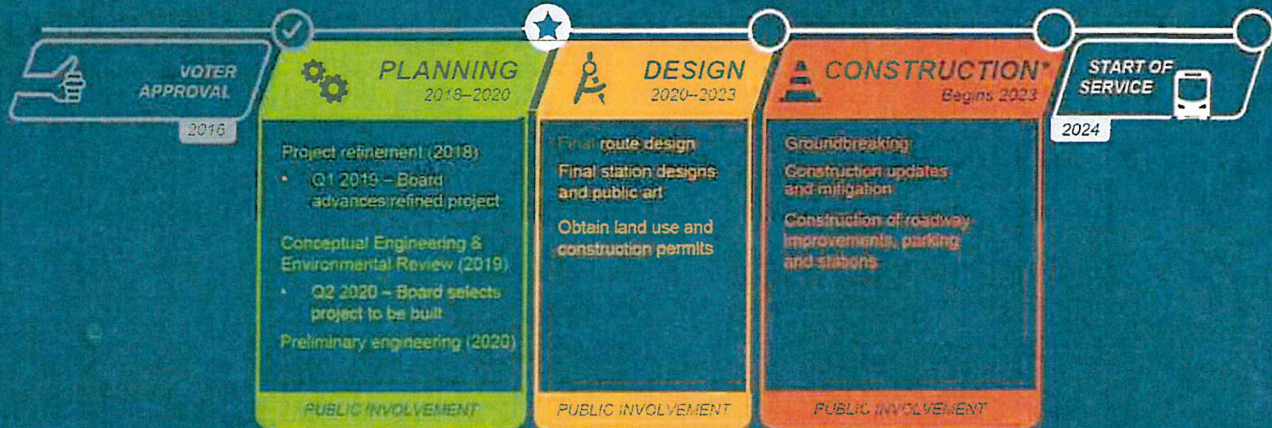 VOTER
APPROVAL
2016
PLANNING
2018–2020
Project refinement (2018)
• Q1 2019 – Board
advances refined project
Conceptual Engineering &
Environmental Review (2019)
• Q2 2020 – Board selects
project to be built
Preliminary engineering (2020)
PUBLIC INVOLVEMENT
DESIGN
2020–2023
Final route design
Final station designs
and public art
Obtain land use and
construction permits
PUBLIC INVOLVEMENT
CONSTRUCTION*
Begins 2023
Groundbreaking
Construction updates
and mitigation
Construction of roadway
improvements, parking
and stations
PUBLIC INVOLVEMENT
START OF
SERVICE
2024